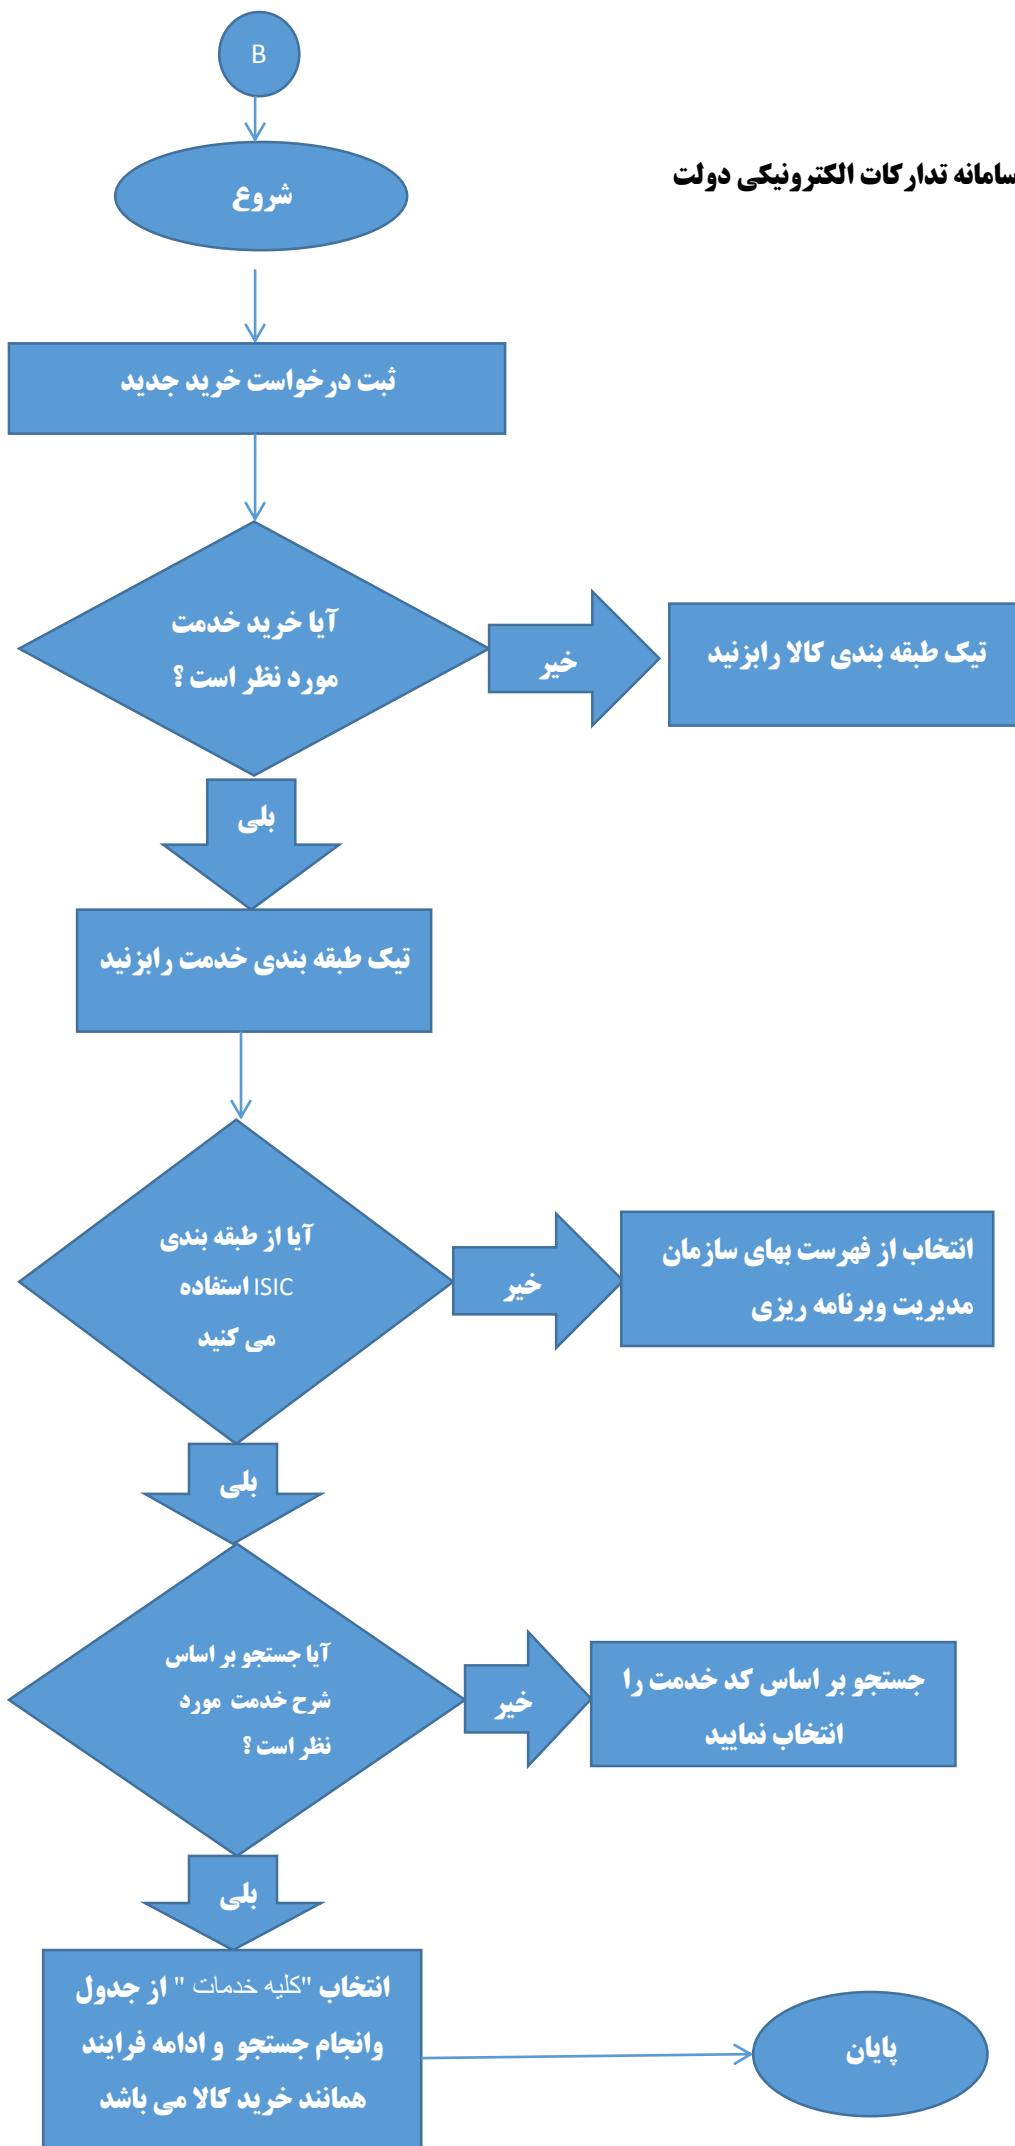 B
سامانه تدارکات الکترونیکی دولت
شروع
ثبت درخواست خرید جدید
آیا خرید خدمت
مورد نظر است ؟
خیر
تیک طبقه بندی کالا رابزنید
بلی
تیک طبقه بندی خدمت رابزنید
آیا از طبقه بندی
ISIC استفاده
می کنید
خیر
انتخاب از فهرست بهای سازمان
مدیریت وبرنامه ریزی
بلی
آیا جستجو بر اساس
شرح خدمت مورد
نظر است ؟
خیر
جستجو بر اساس کد خدمت را
انتخاب نمایید
بلی
انتخاب "کلیه خدمات " از جدول
وانجام جستجو و ادامه فرایند
همانند خرید کالا می باشد
پایان